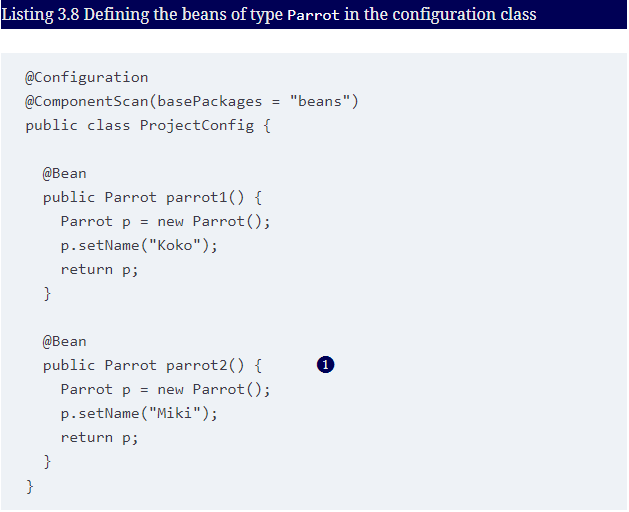 Listing 3.8 Defining the beans of type Parrot in the configuration class
@Configuration
@ComponentScan(basePackages = "beans")
public class ProjectConfig {
@Bean
public Parrot parrot1() {
Parrot p = new Parrot();
p.setName("Koko");
return p;
}
@Bean
public Parrot parrot2() { 1
Parrot p = new Parrot();
p.setName("Miki");
return p;
}
}